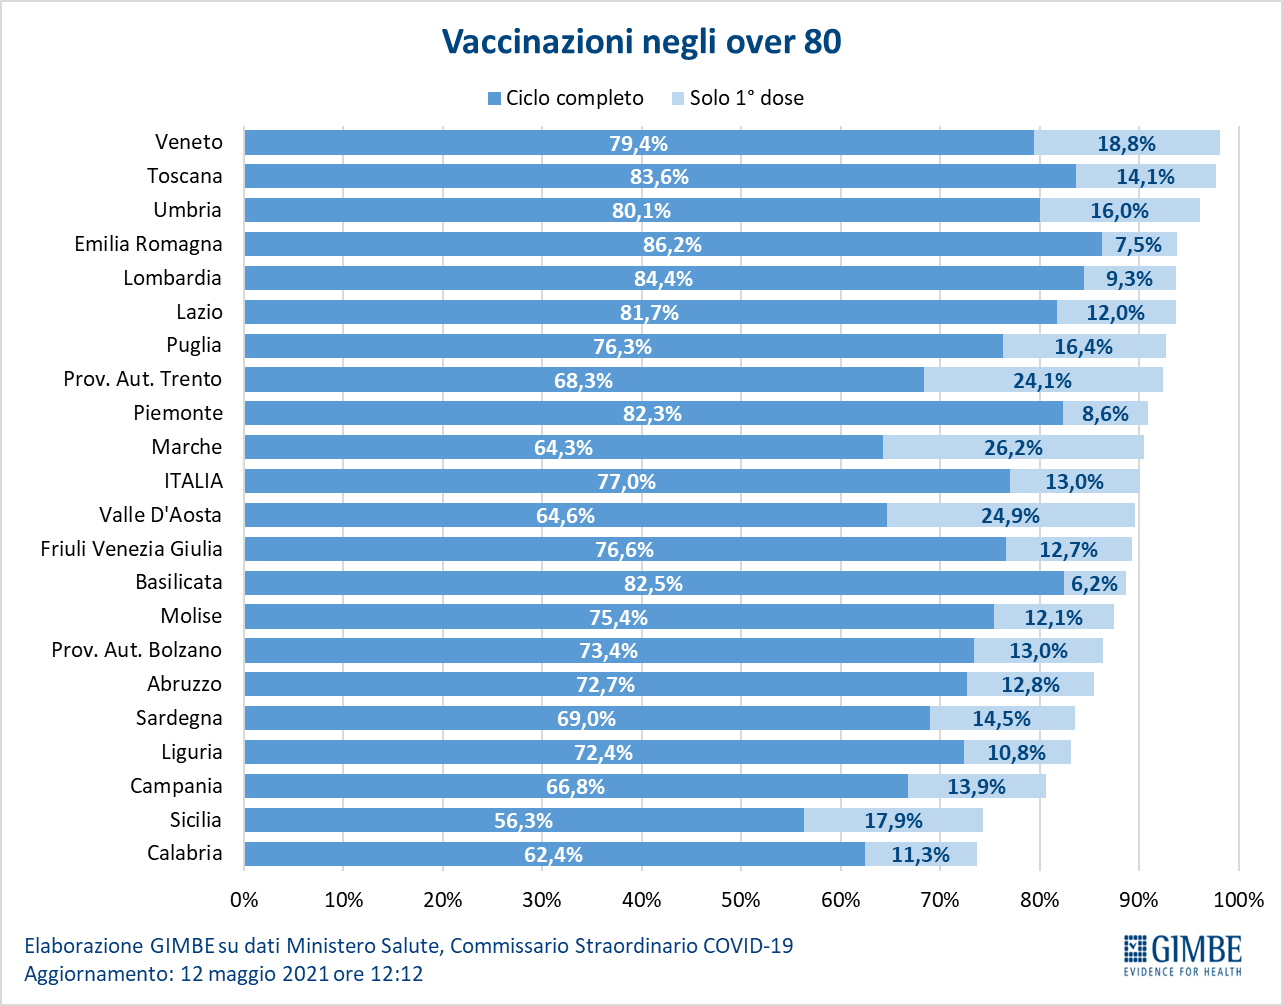 Vaccinazioni negli over 80
Ciclo completo Solo 1° dose
Veneto 79,4% 18,8%
Toscana 83,6% 14,1%
Umbria 80,1% 16,0%
Emilia Romagna 86,2% 7,5%
Lombardia 84,4% 9,3%
Lazio 81,7% 12,0%
Puglia 76,3% 16,4%
Prov. Aut. Trento 68,3% 24,1%
Piemonte 82,3% 8,6%
Marche 64,3% 26,2%
ITALIA 77,0% 13,0%
Valle D'Aosta 64,6% 24,9%
Friuli Venezia Giulia 76,6% 12,7%
Basilicata 82,5% 6,2%
Molise 75,4% 12,1%
Prov. Aut. Bolzano 73,4% 13,0%
Abruzzo 72,7% 12,8%
Sardegna 69,0% 14,5%
Liguria 72,4% 10,8%
Campania 66,8% 13,9%
Sicilia 56,3% 17,9%
Calabria 62,4% 11,3%
0% 10% 20% 30% 40% 50% 60% 70% 80% 90% 100%
Elaborazione GIMBE su dati Ministero Salute, Commissario Straordinario COVID-19
Aggiornamento: 12 maggio 2021 ore 12:12
GIMBE
EVIDENCE FOR HEALTH